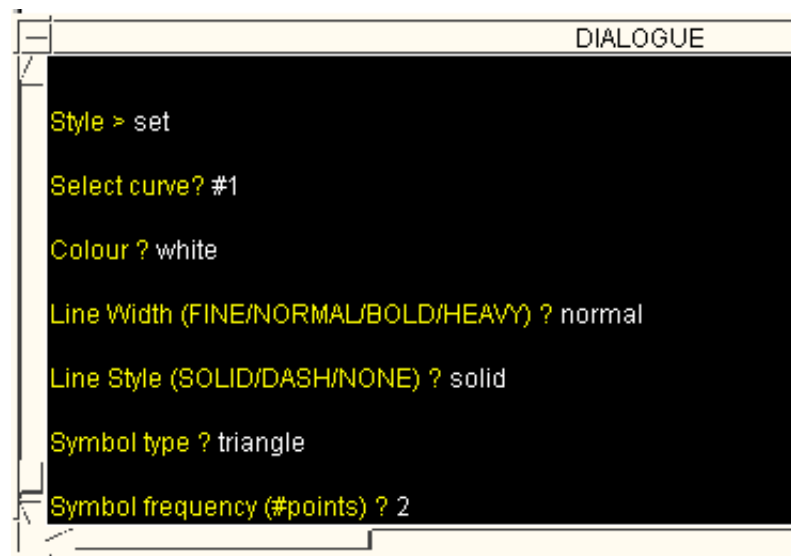 DIALOGUE
Style > set
Select curve? #1
Colour ? white
Line Width (FINE/NORMAL/BOLD/HEAVY) ? normal
Line Style (SOLID/DASH/NONE) ? solid
Symbol type ? triangle
Symbol frequency (#points) ? 2